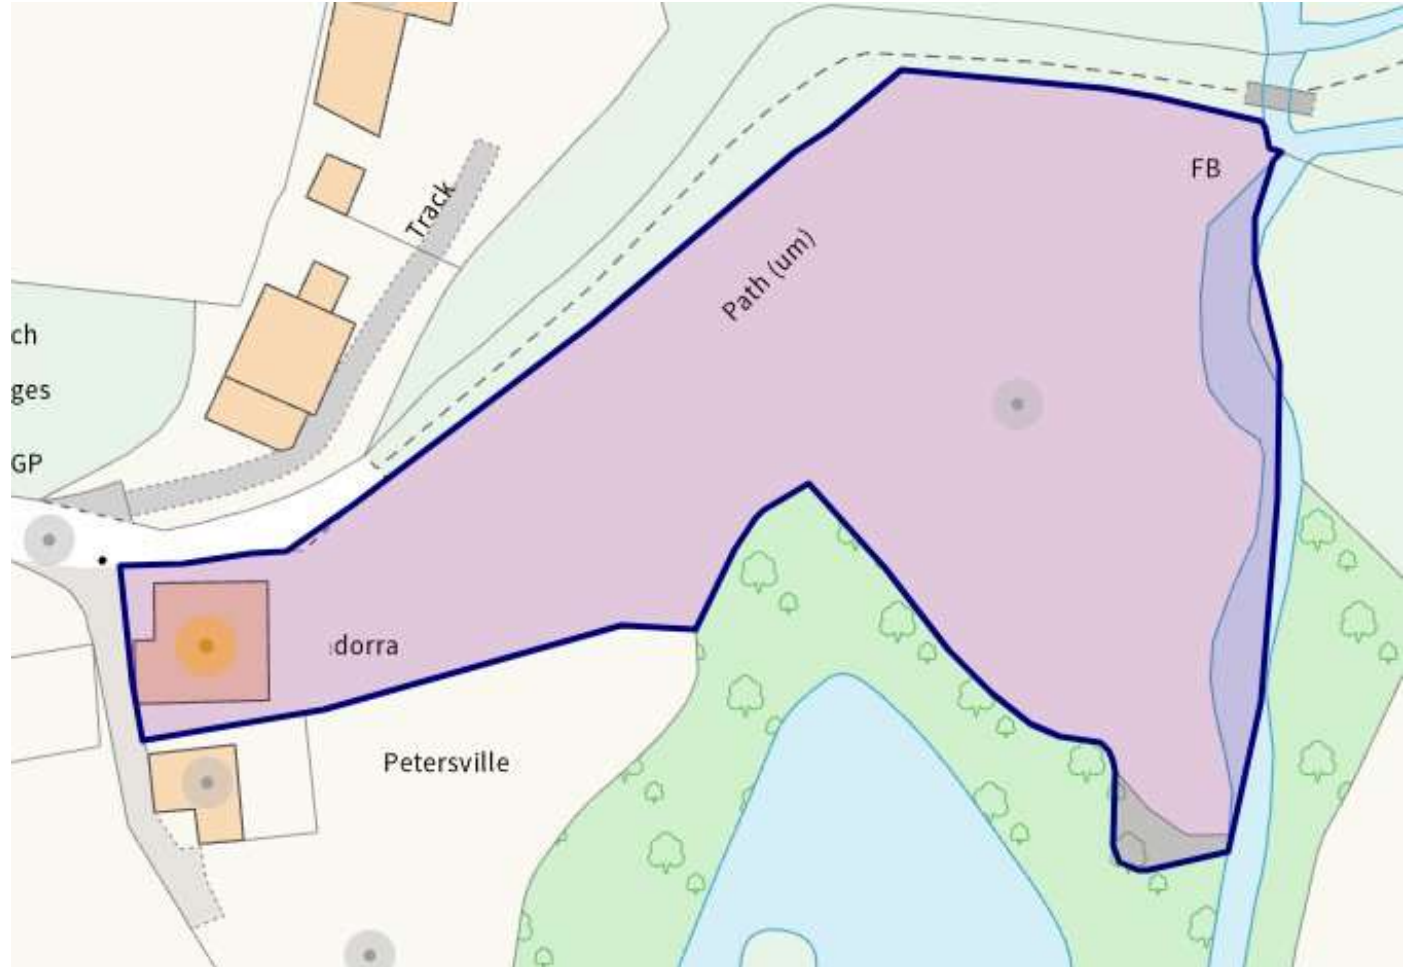 FB
Track
Path (um)
ch
ges
GP
dorra
Petersville